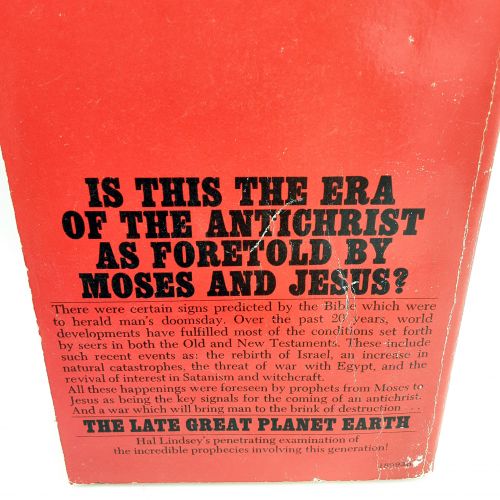 IS THIS THE ERA
OF THE ANTICHRIST
AS FORETOLD BY
MOSES AND JESUS?
There were certain signs predicted by the Bible which were
to herald man's doomsday. Over the past 20 years, world
developments have fulfilled most of the conditions set forth
by seers in both the Old and New Testaments. These include
such recent events as: the rebirth of Israel, an increase in
natural catastrophes, the threat of war with Egypt, and the
revival of interest in Satanism and witchcraft.
All these happenings were foreseen by prophets from Moses to
Jesus as being the key signals for the coming of an antichrist.
And a war which will bring man to the brink of destruction . . .
THE LATE GREAT PLANET EARTH
Hal Lindsey's penetrating examination of
the incredible prophecies involving this generation!